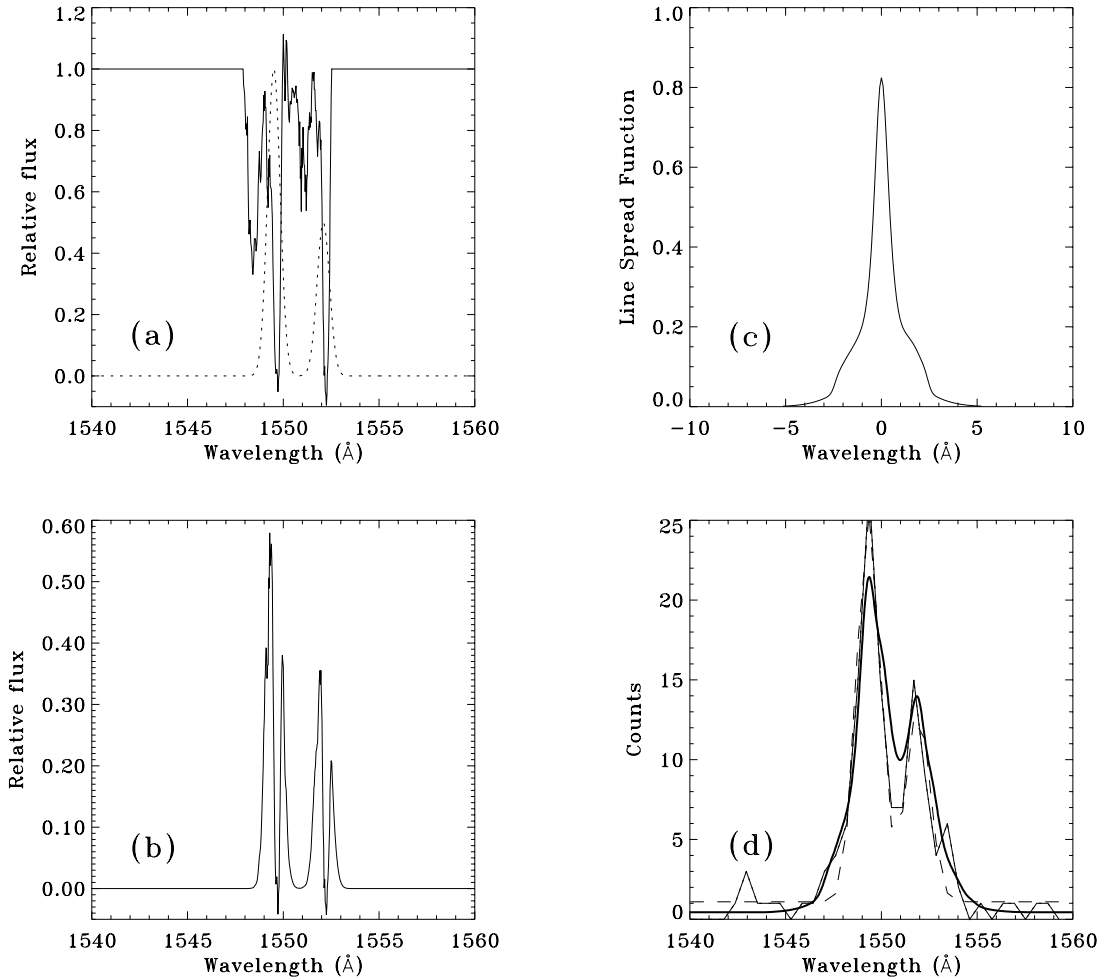 1.2
1.0
0.8
0.6
0.4
0.2
0.0
Relative flux
(a)
1540 1545 1550 1555 1560
Wavelength (Å)
1.0
0.8
0.6
0.4
0.2
0.0
Line Spread Function
(c)
−10 −5 0 5 10
Wavelength (Å)
0.60
0.50
0.40
0.30
0.20
0.10
0.00
Relative flux
(b)
1540 1545 1550 1555 1560
Wavelength (Å)
25
20
15
10
5
0
Counts
(d)
1540 1545 1550 1555 1560
Wavelength (Å)